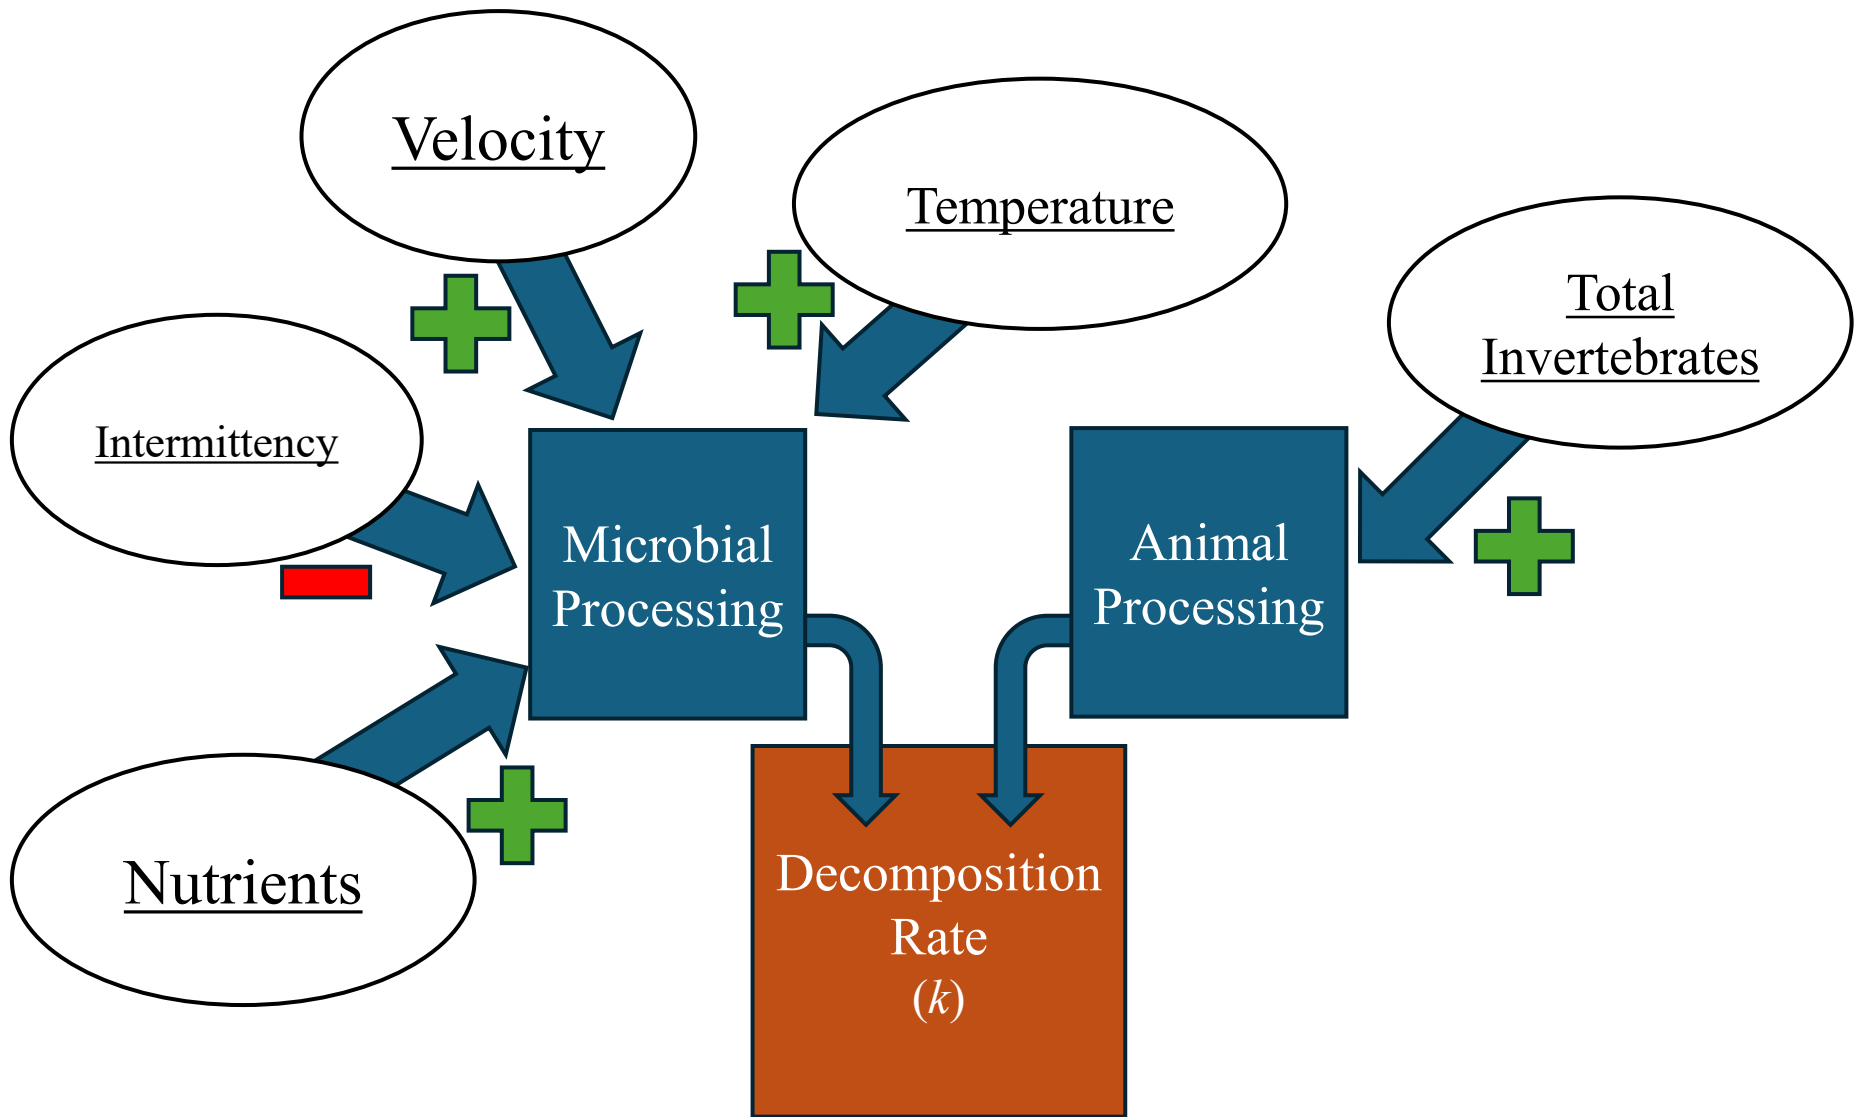 Velocity
Temperature
Total
Invertebrates
Intermittency
Microbial
Processing
Animal
Processing
Nutrients
Decomposition
Rate
(k)